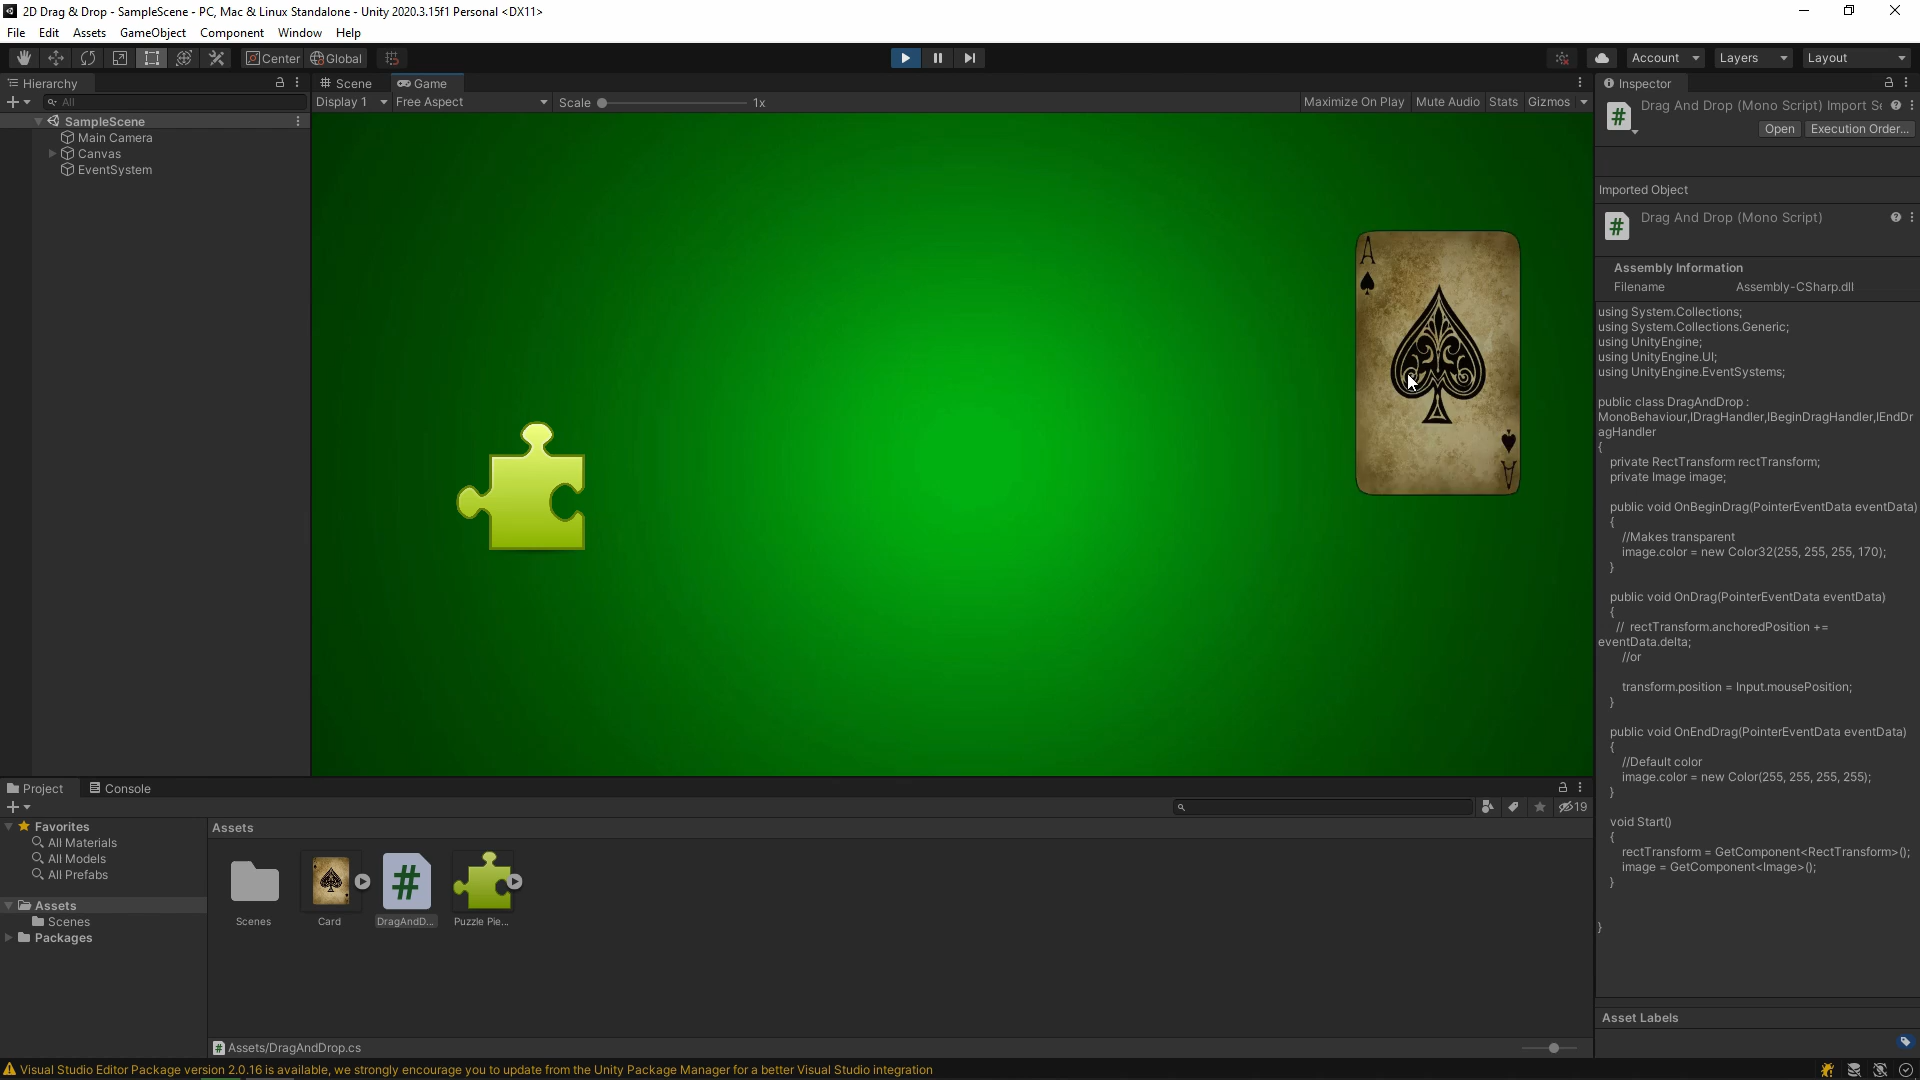 2D Drag & Drop - SampleScene - PC, Mac & Linux Standalone - Unity 2020.3.15f1 Personal <DX11>
File Edit Assets GameObject Component Window Help
Center Global Account Layers Layout
Hierarchy Scene Game Inspector
All Display 1 Free Aspect Scale 1x Maximize On Play Mute Audio Stats Gizmos
SampleScene
Main Camera
Canvas
EventSystem
A
A
Drag And Drop (Mono Script) Import Se
Open Execution Order...
Imported Object
Drag And Drop (Mono Script)
Assembly Information
Filename Assembly-CSharp.dll
using System.Collections;
using System.Collections.Generic;
using UnityEngine;
using UnityEngine.UI;
using UnityEngine.EventSystems;
public class DragAndDrop :
MonoBehaviour,IDragHandler,IBeginDragHandler,IEndDr
agHandler
{
private RectTransform rectTransform;
private Image image;
public void OnBeginDrag(PointerEventData eventData)
{
//Makes transparent
image.color = new Color32(255, 255, 255, 170);
}
public void OnDrag(PointerEventData eventData)
{
// rectTransform.anchoredPosition +=
eventData.delta;
//or
transform.position = Input.mousePosition;
}
public void OnEndDrag(PointerEventData eventData)
{
//Default color
image.color = new Color(255, 255, 255, 255);
}
void Start()
{
rectTransform = GetComponent<RectTransform>();
image = GetComponent<Image>();
}
}
Asset Labels
Project Console
19
Favorites
All Materials
All Models
All Prefabs
Assets
Scenes
Packages
Assets
Scenes Card DragAndD... Puzzle Pie...
Assets/DragAndDrop.cs
Visual Studio Editor Package version 2.0.16 is available, we strongly encourage you to update from the Unity Package Manager for a better Visual Studio integration